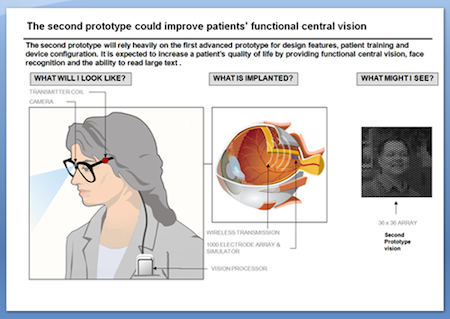 The second prototype could improve patients' functional central vision
The second prototype will rely heavily on the first advanced prototype for design features, patient training and
device configuration. It is expected to increase a patient's quality of life by providing functional central vision, face
recognition and the ability to read large text .
WHAT WILL I LOOK LIKE?
WHAT IS IMPLANTED?
WHAT MIGHT I SEE?
TRANSMITTER COIL
CAMERA
WIRELESS TRANSMISSION
1000 ELECTRODE ARRAY &
SIMULATOR
VISION PROCESSOR
36 x 36 ARRAY
Second
Prototype
vision